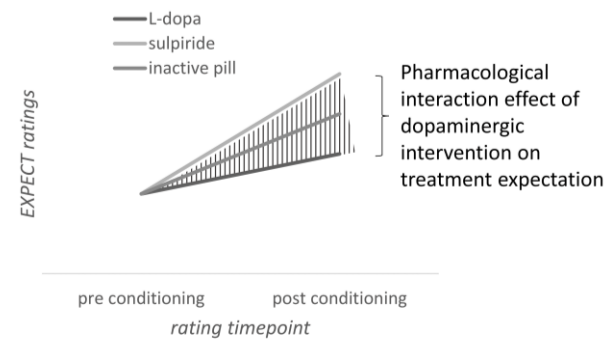 L-dopa
sulpiride
inactive pill
EXPECT ratings
Pharmacological
interaction effect of
dopaminergic
intervention on
treatment expectation
pre conditioning
post conditioning
rating timepoint